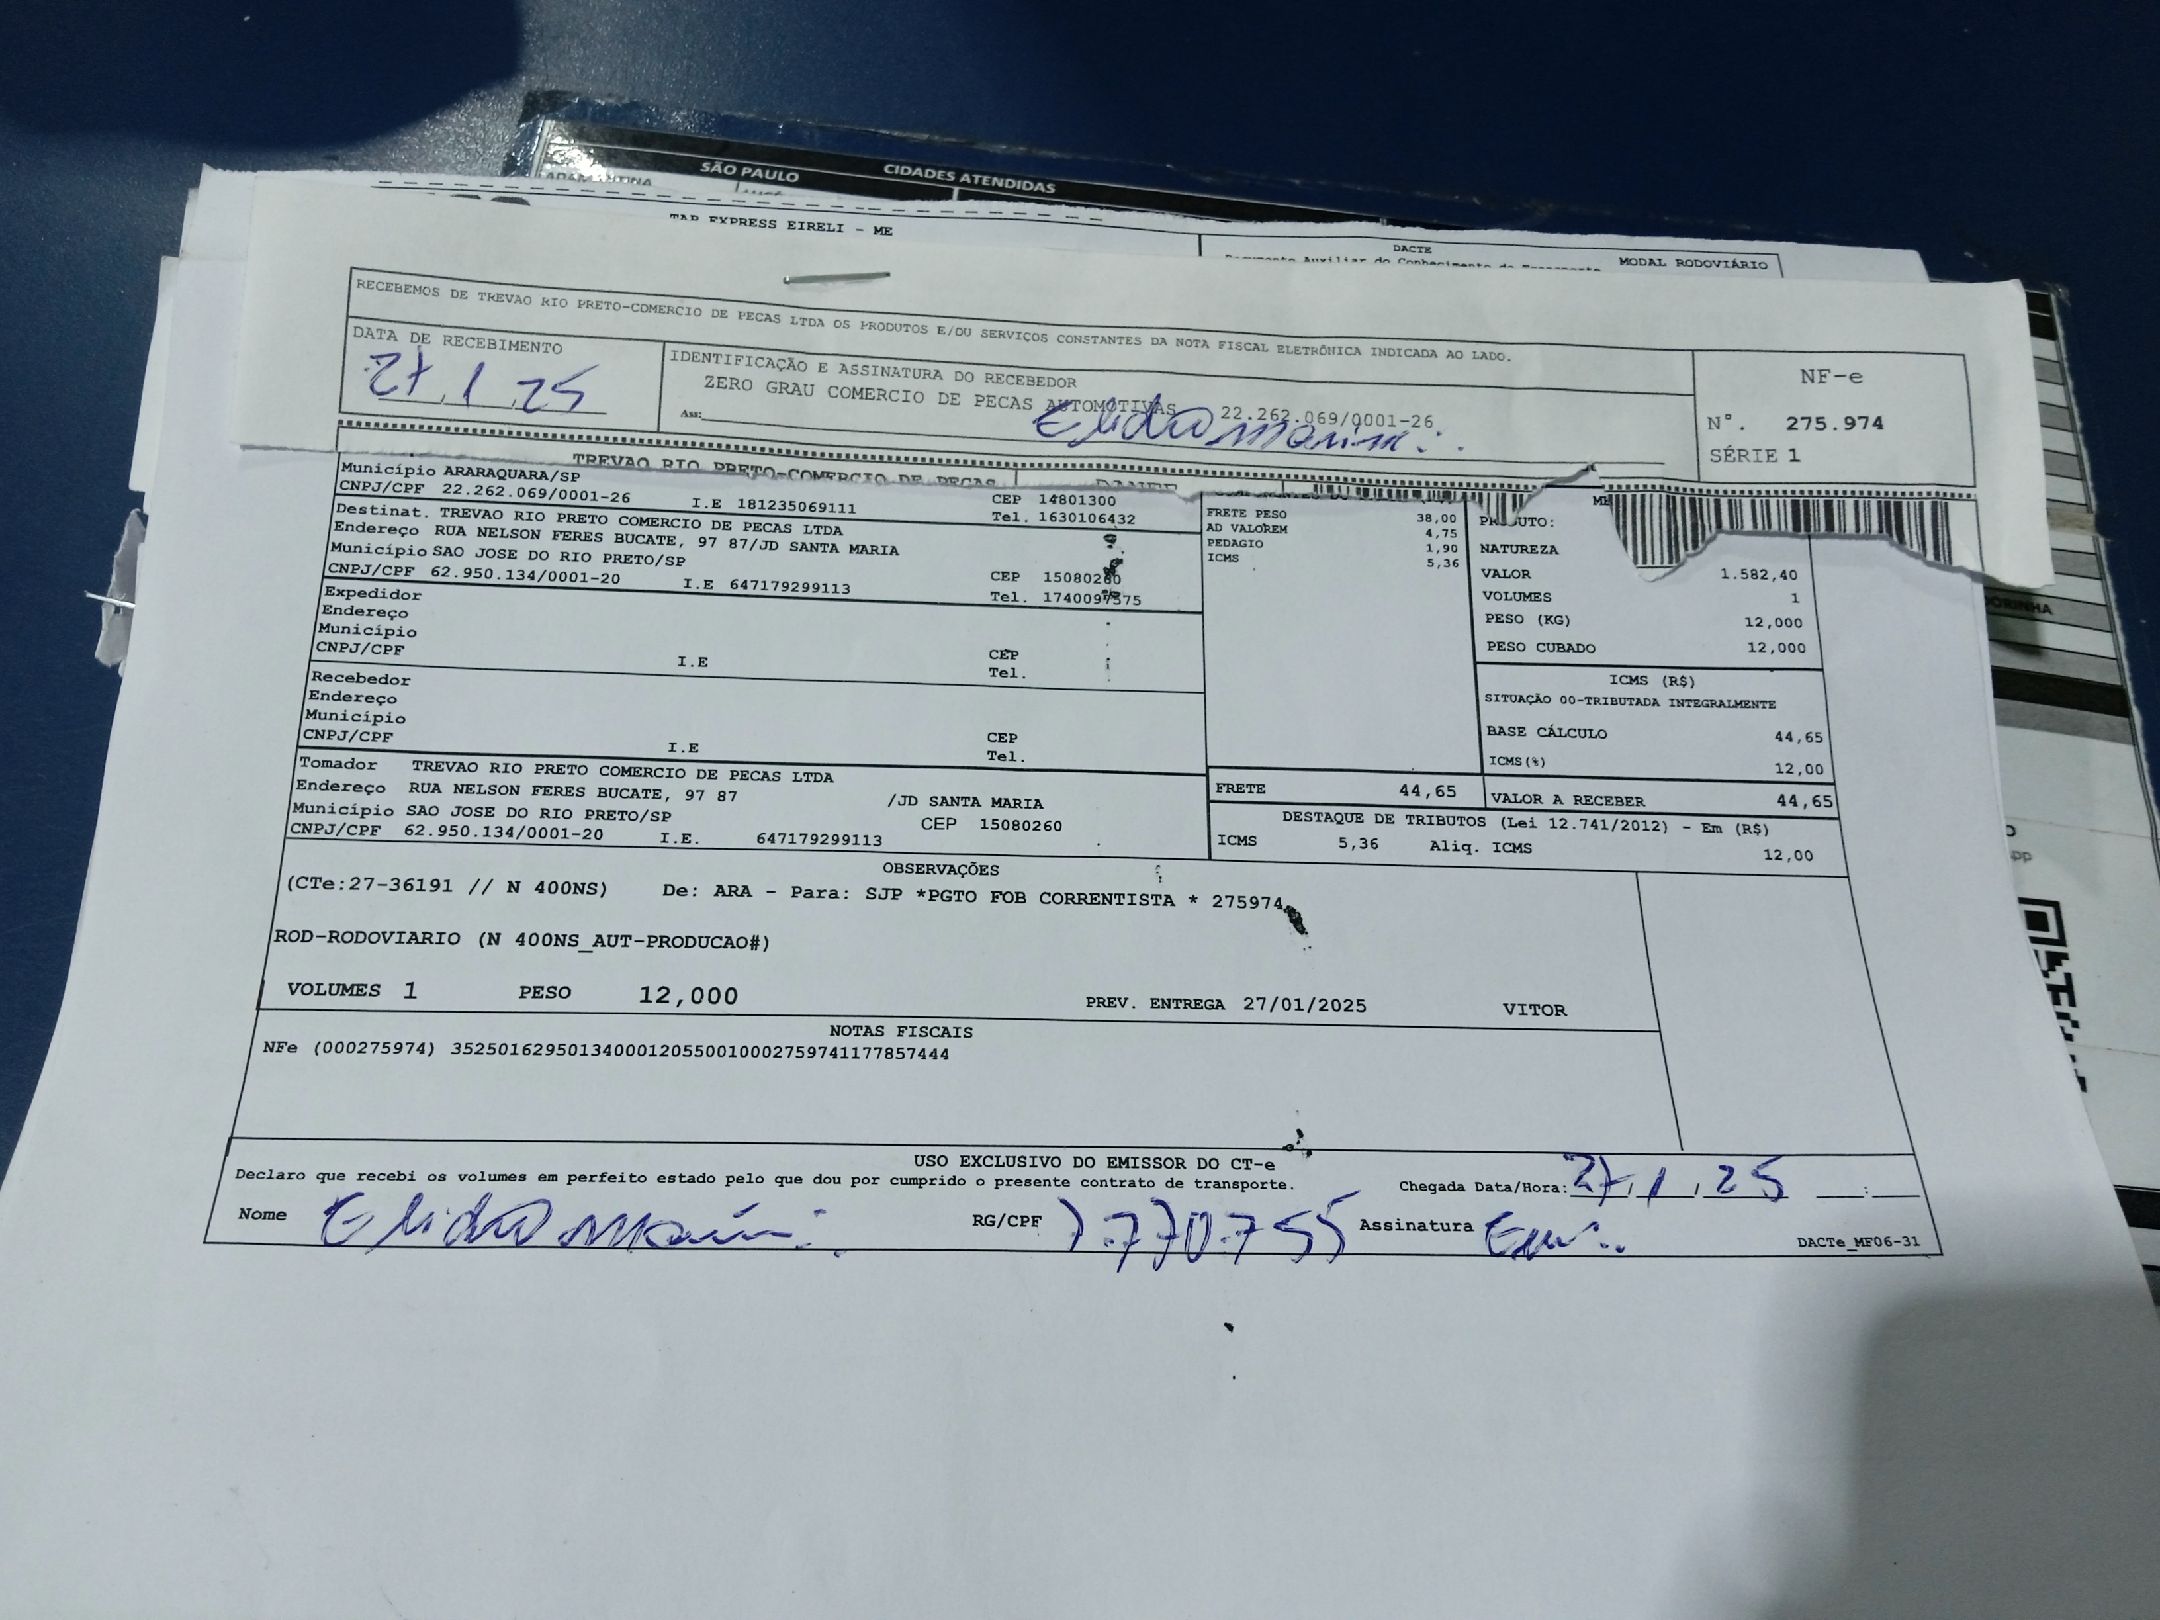 SÃO PAULO CIDADES ATENDIDAS
TAP EXPRESS EIRELI - ME
DACTE
MODAL RODOVIÁRIO
RECEBEMOS DE TREVAO RIO PRETO-COMERCIO DE PECAS LTDA OS PRODUTOS E/OU SERVIÇOS CONSTANTES DA NOTA FISCAL ELETRÔNICA INDICADA AO LADO.
DATA DE RECEBIMENTO
27 1 25
IDENTIFICAÇÃO E ASSINATURA DO RECEBEDOR
ZERO GRAU COMERCIO DE PECAS AUTOMOTIVAS 22.262.069/0001-26
Ass:
NF-e
N°. 275.974
SÉRIE 1
TREVAO RIO PRETO-COMERCIO DE PECAS
DANFE
Município ARARAQUARA/SP
CNPJ/CPF 22.262.069/0001-26 I.E 181235069111 CEP 14801300
Tel. 1630106432
Destinat. TREVAO RIO PRETO COMERCIO DE PECAS LTDA
Endereço RUA NELSON FERES BUCATE, 97 87/JD SANTA MARIA
Município SAO JOSE DO RIO PRETO/SP CEP 15080260
CNPJ/CPF 62.950.134/0001-20 I.E 647179299113 Tel. 1740097575
Expedidor
Endereço
Município CEP
CNPJ/CPF I.E Tel.
Recebedor
Endereço
Município CEP
CNPJ/CPF I.E Tel.
Tomador TREVAO RIO PRETO COMERCIO DE PECAS LTDA
Endereço RUA NELSON FERES BUCATE, 97 87 /JD SANTA MARIA
Município SAO JOSE DO RIO PRETO/SP CEP 15080260
CNPJ/CPF 62.950.134/0001-20 I.E. 647179299113
FRETE PESO 38,00
AD VALOREM 4,75
PEDAGIO 1,90
ICMS 5,36
NATUREZA
VALOR 1.582,40
VOLUMES 1
PESO (KG) 12,000
PESO CUBADO 12,000
ICMS (R$)
SITUAÇÃO 00-TRIBUTADA INTEGRALMENTE
BASE CÁLCULO 44,65
ICMS(%) 12,00
FRETE 44,65 VALOR A RECEBER 44,65
DESTAQUE DE TRIBUTOS (Lei 12.741/2012) - Em (R$)
ICMS 5,36 Aliq. ICMS 12,00
OBSERVAÇÕES
(CTe:27-36191 // N 400NS) De: ARA - Para: SJP *PGTO FOB CORRENTISTA * 275974
ROD-RODOVIARIO (N 400NS_AUT-PRODUCAO#)
VOLUMES 1 PESO 12,000 PREV. ENTREGA 27/01/2025 VITOR
NOTAS FISCAIS
NFe (000275974) 35250162950134000120550010002759741177857444
USO EXCLUSIVO DO EMISSOR DO CT-e
Declaro que recebi os volumes em perfeito estado pelo que dou por cumprido o presente contrato de transporte. Chegada Data/Hora: 27 1 25 __:__
Nome RG/CPF 7.770.755 Assinatura
DACTe_MF06-31